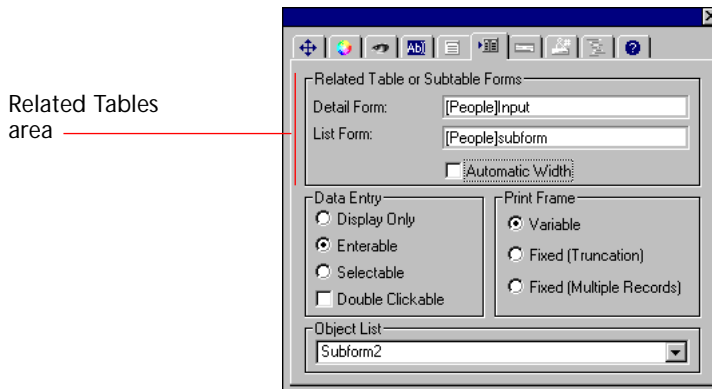 Related Tables
area
Ab
?
Related Table or Subtable Forms
Detail Form: [People]Input
List Form: [People]subform
Automatic Width
Data Entry
Display Only
Enterable
Selectable
Double Clickable
Print Frame
Variable
Fixed (Truncation)
Fixed (Multiple Records)
Object List
Subform2